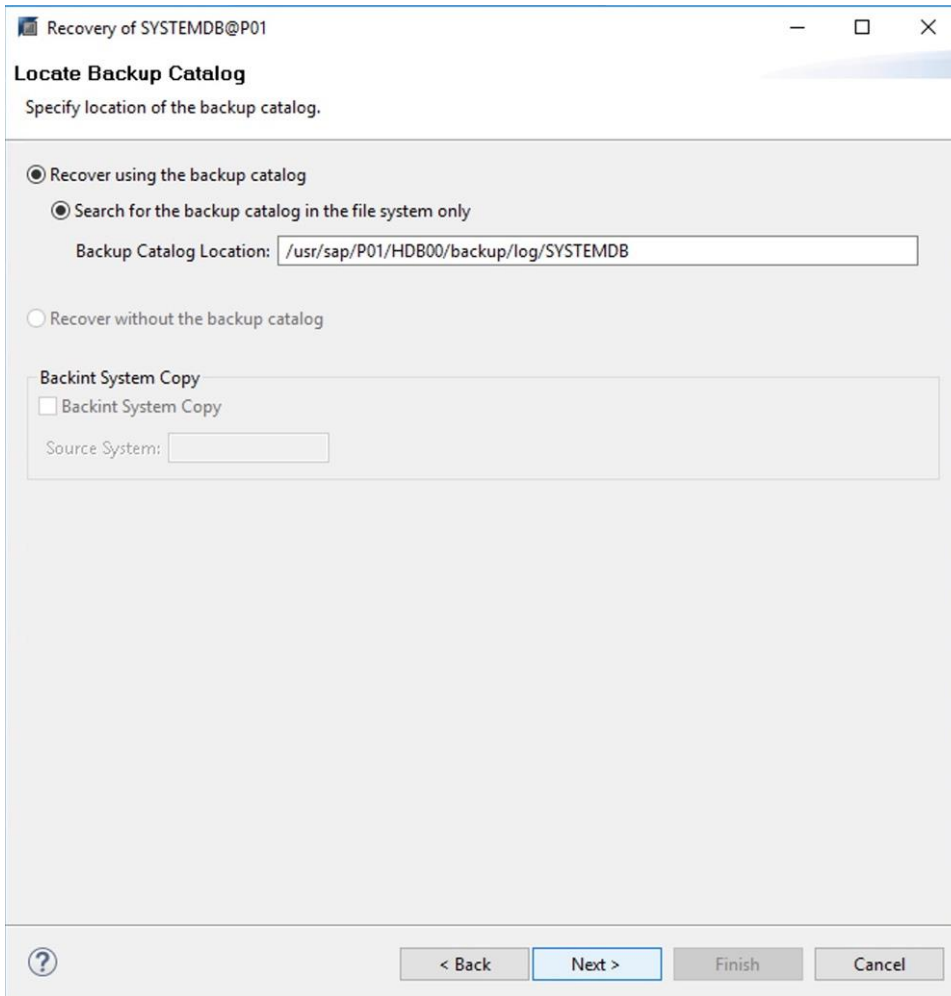 Recovery of SYSTEMDB@P01
Locate Backup Catalog
Specify location of the backup catalog.
Recover using the backup catalog
Search for the backup catalog in the file system only
Backup Catalog Location: /usr/sap/P01/HDB00/backup/log/SYSTEMDB
Recover without the backup catalog
Backint System Copy
Backint System Copy
Source System:
? < Back Next > Finish Cancel